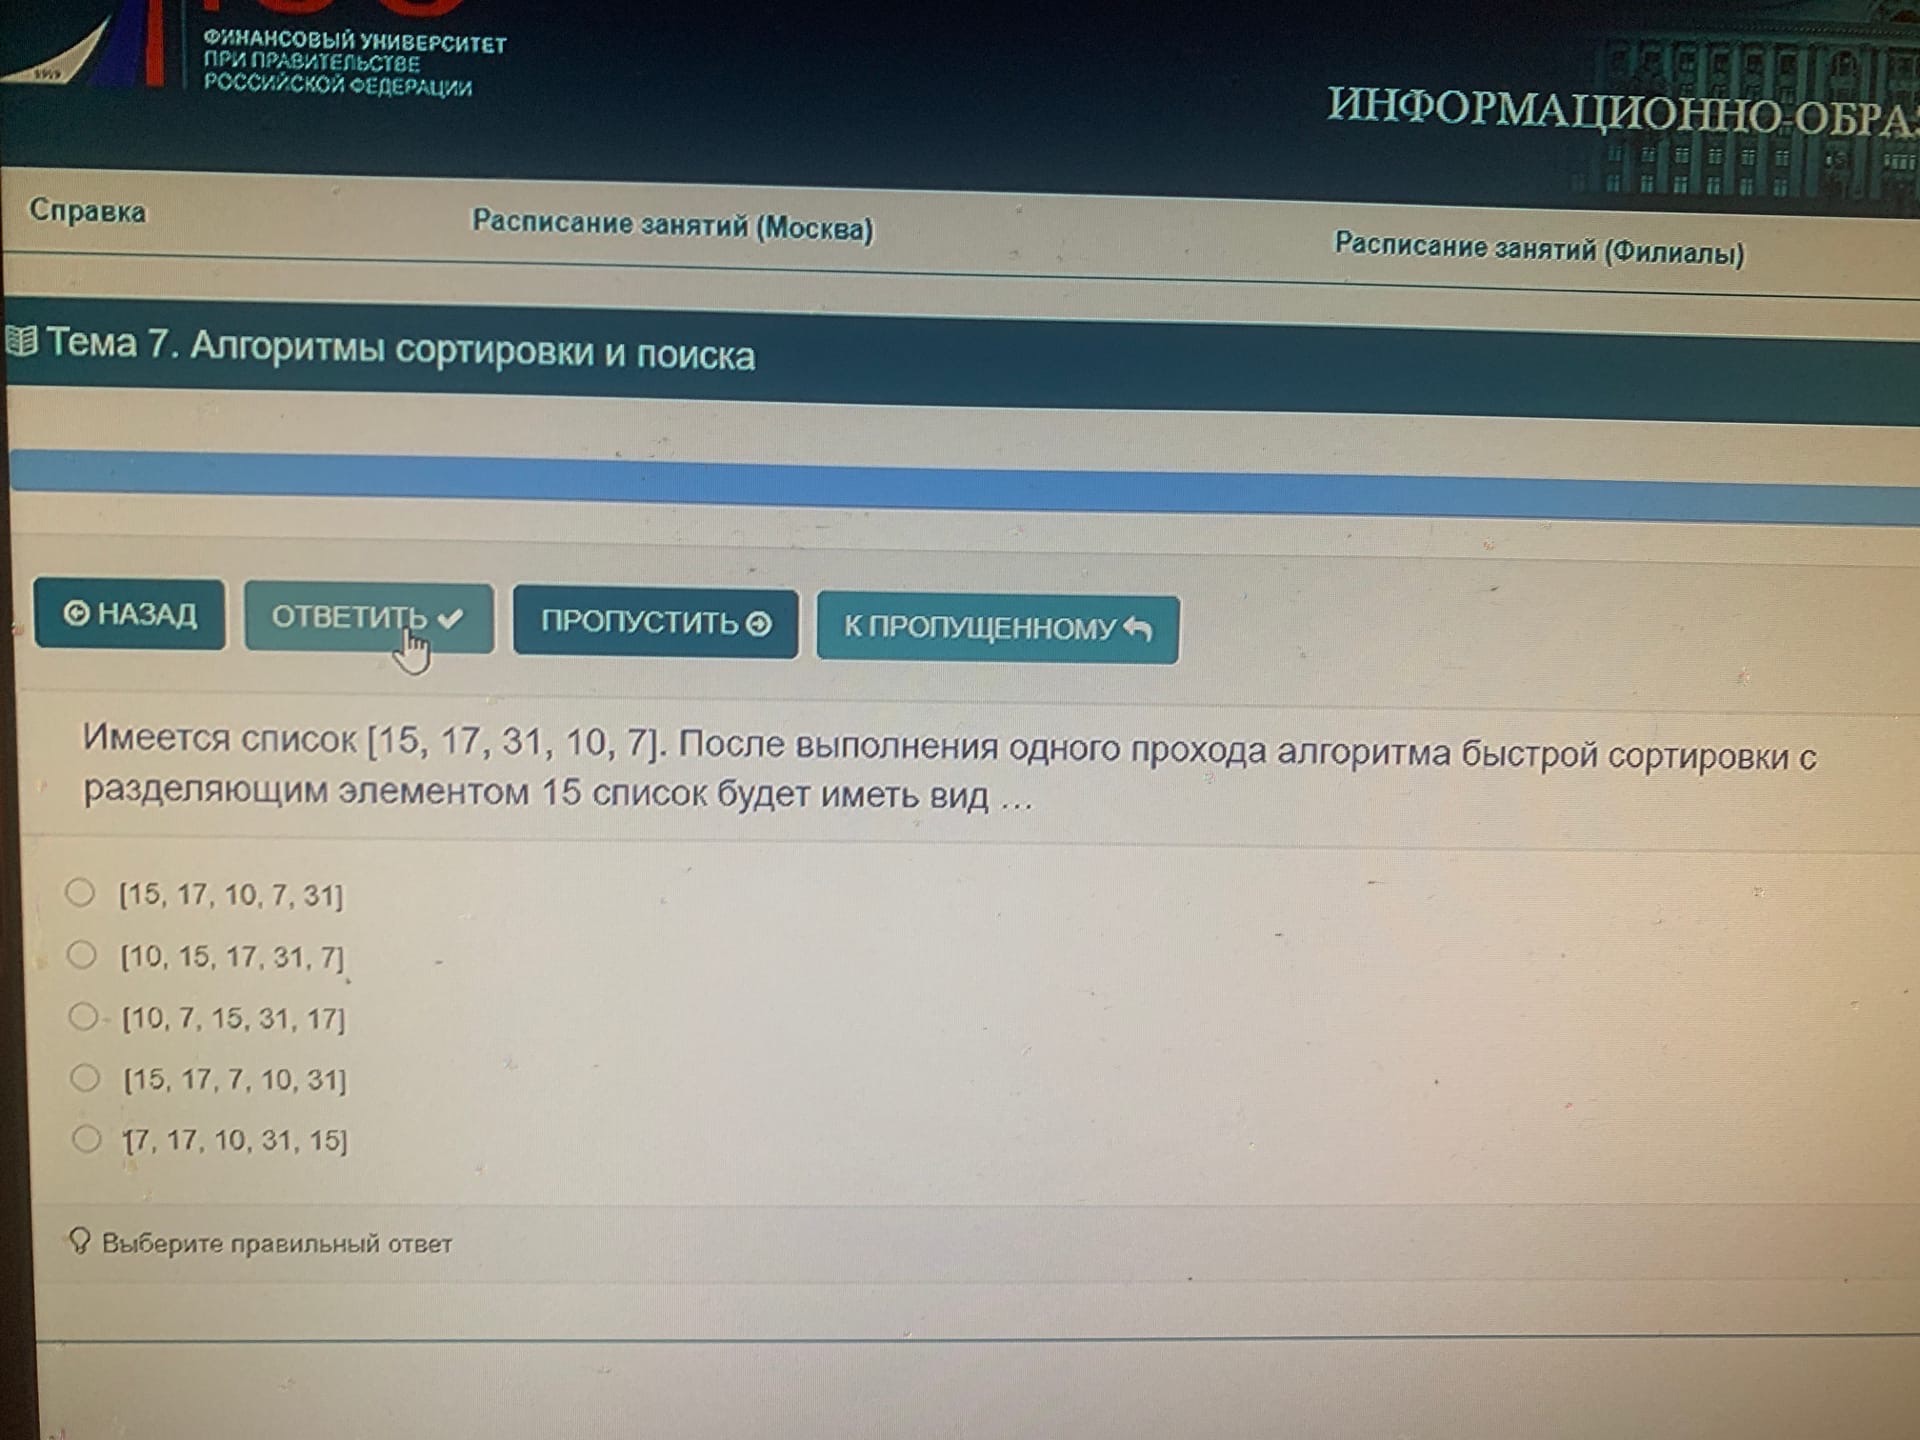 1919
ФИНАНСОВЫЙ УНИВЕРСИТЕТ
ПРИ ПРАВИТЕЛЬСТВЕ
РОССИЙСКОЙ ФЕДЕРАЦИИ
ИНФОРМАЦИОННО-ОБРАЗ
Справка
Расписание занятий (Москва)
Расписание занятий (Филиалы)
Тема 7. Алгоритмы сортировки и поиска
НАЗАД
ОТВЕТИТЬ
ПРОПУСТИТЬ
К ПРОПУЩЕННОМУ
Имеется список [15, 17, 31, 10, 7]. После выполнения одного прохода алгоритма быстрой сортировки с
разделяющим элементом 15 список будет иметь вид ...
[15, 17, 10, 7, 31]
[10, 15, 17, 31, 7]
[10, 7, 15, 31, 17]
[15, 17, 7, 10, 31]
[7, 17, 10, 31, 15]
Выберите правильный ответ